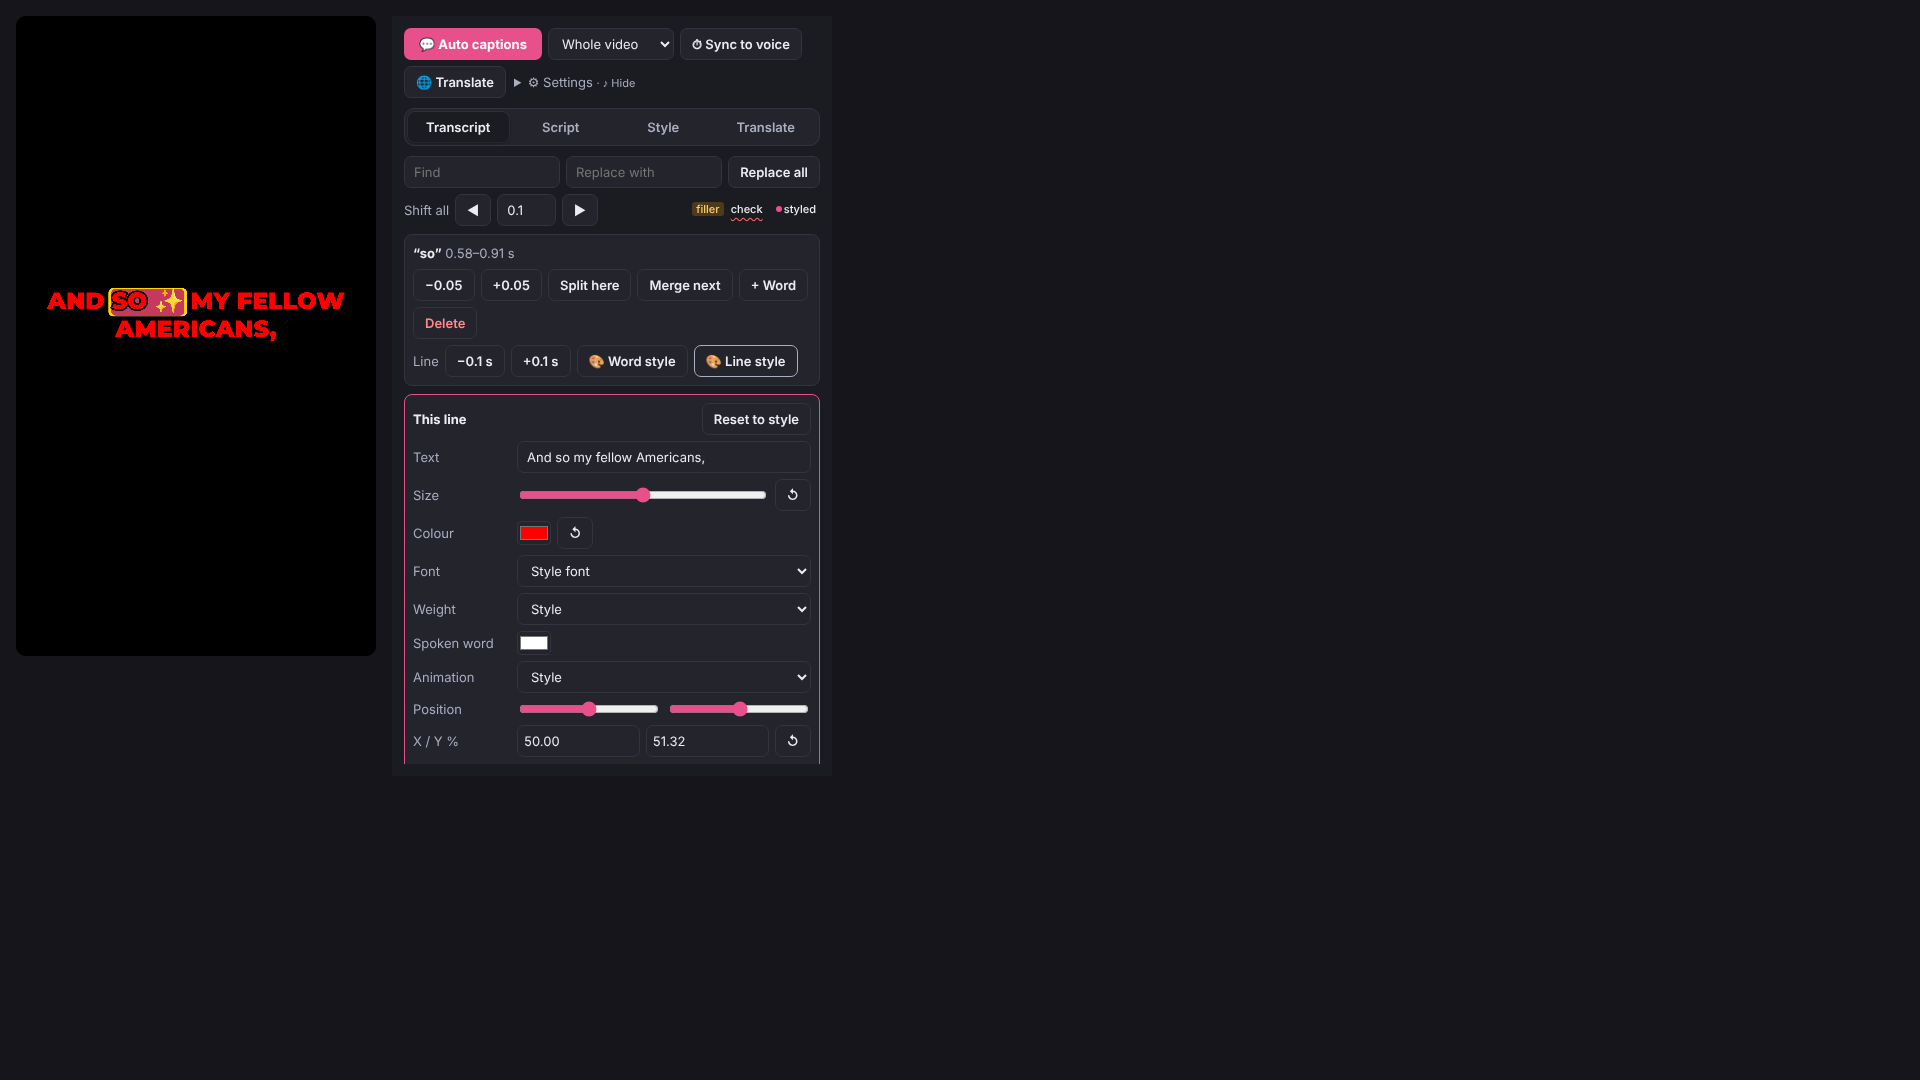 AND SO ✨ MY FELLOW
AMERICANS,
💬 Auto captions
Whole video
⏱ Sync to voice
🌐 Translate
▶ ⚙ Settings · ♪ Hide
Transcript
Script
Style
Translate
Find
Replace with
Replace all
Shift all
◀
0.1
▶
filler
check
styled
“so” 0.58–0.91 s
−0.05
+0.05
Split here
Merge next
+ Word
Delete
Line
−0.1 s
+0.1 s
🎨 Word style
🎨 Line style
This line
Reset to style
Text
And so my fellow Americans,
Size
Colour
Font
Style font
Weight
Style
Spoken word
Animation
Style
Position
X / Y %
50.00
51.32